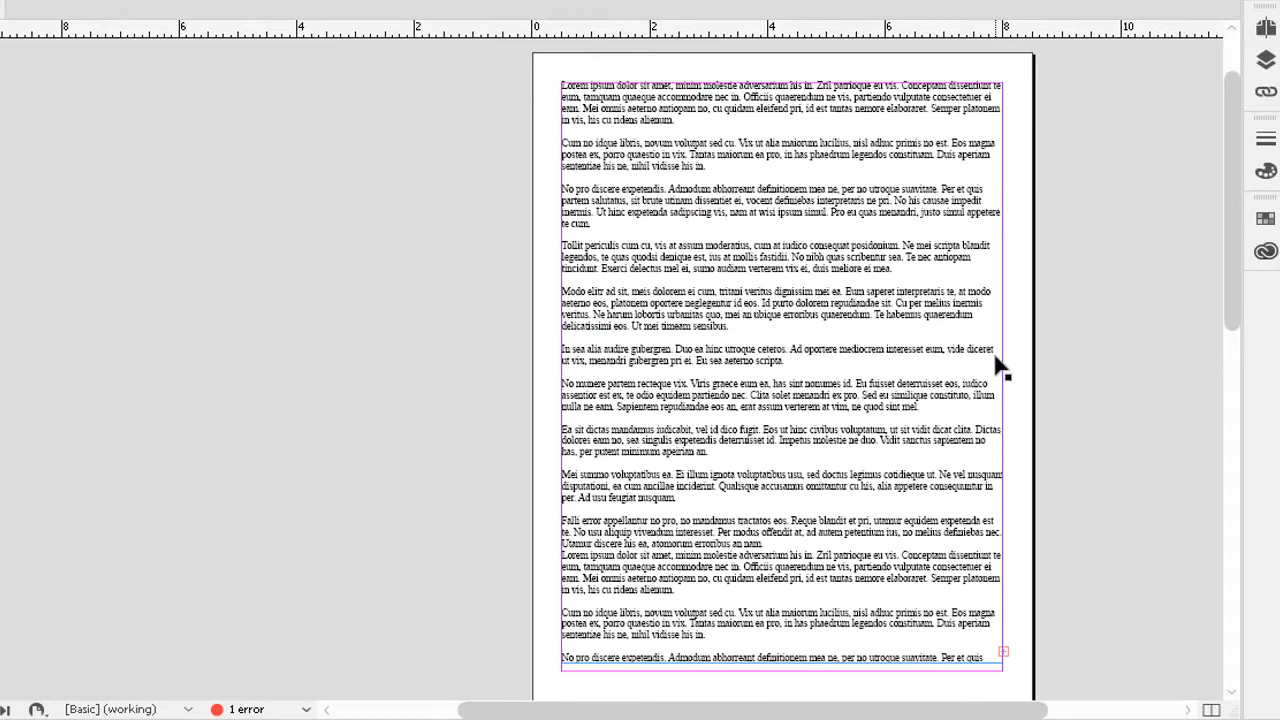 8 6 4 2 0 2 4 6 8 10
Lorem ipsum dolor sit amet, minim molestie adversarium his in. Zril patrioque eu vis. Conceptam dissentiunt te
eum, tamquam quaeque accommodare nec in. Officiis quaerendum ne vis, partiendo vulputate consectetuer ei
eam. Mei omnis aeterno antiopam no, cu quidam eleifend pri, id est tantas nemore elaboraret. Semper platonem
in vis, his cu ridens alienum.
Cum no idque libris, novum volutpat sed cu. Vix ut alia maiorum lucilius, nisl adhuc primis no est. Eos magna
postea ex, porro quaestio in vix. Tantas maiorum ea pro, in has phaedrum legendos constituam. Duis aperiam
sententiae his ne, nihil vidisse his in.
No pro discere expetendis. Admodum abhorreant definitionem mea ne, per no utroque suavitate. Per et quis
partem salutatus, sit brute utinam dissentiet ei, vocent definiebas interpretaris ne pri. No his causae impedit
inermis. Ut hinc expetenda sadipscing vis, nam at wisi ipsum simul. Pro eu quas menandri, justo simul appetere
te cum.
Tollit periculis cum cu, vis at assum moderatius, cum at iudico consequat posidonium. Ne mei scripta blandit
legendos, te quas quodsi denique est, ius at mollis fastidii. No nibh quas scribentur sea. Te nec antiopam
tincidunt. Exerci delectus mel ei, sumo audiam verterem vix ei, duis meliore ei mea.
Modo elitr ad sit, meis dolorem ei cum, tritani veritus dignissim mei ea. Eum saperet interpretaris te, at modo
aeterno eos, platonem oportere neglegentur id eos. Id purto dolorem repudiandae sit. Cu per melius inermis
veritus. Ne harum lobortis urbanitas quo, mei an ubique erroribus quaerendum. Te habemus quaerendum
delicatissimi eos. Ut mei timeam sensibus.
In sea alia audire gubergren. Duo ea hinc utroque ceteros. Ad oportere mediocrem interesset eum, vide diceret
ut vix, menandri gubergren pri ei. Eu sea aeterno scripta.
No munere partem recteque vix. Viris graece eum ea, has sint nonumes id. Eu fuisset deterruisset eos, iudico
assentior est ex, te odio equidem partiendo nec. Clita solet menandri ex pro. Sed eu similique constituto, illum
nulla ne eam. Sapientem repudiandae eos an, erat assum verterem at vim, ne quod sint mel.
Ea sit dictas mandamus iudicabit, vel id dico fugit. Eos ut hinc civibus voluptatum, ut sit vidit dicat clita. Dictas
dolores eam no, sea singulis expetendis deterruisset id. Impetus molestie ne duo. Vidit sanctus sapientem no
has, per putent minimum apeirian an.
Mei summo voluptatibus ea. Ei illum ignota voluptatibus usu, sed doctus legimus cotidieque ut. Ne vel nusquam
disputationi, ea cum ancillae inciderint. Qualisque accusamus omittantur cu his, alia appetere consequuntur in
per. Ad usu feugiat nusquam.
Falli error appellantur no pro, no mandamus tractatos eos. Reque blandit et pri, utamur equidem expetenda est
te. No usu aliquip vivendum interesset. Per modus offendit at, ad autem petentium ius, no melius definiebas nec.
Utamur discere his ea, atomorum erroribus an nam.
Lorem ipsum dolor sit amet, minim molestie adversarium his in. Zril patrioque eu vis. Conceptam dissentiunt te
eum, tamquam quaeque accommodare nec in. Officiis quaerendum ne vis, partiendo vulputate consectetuer ei
eam. Mei omnis aeterno antiopam no, cu quidam eleifend pri, id est tantas nemore elaboraret. Semper platonem
in vis, his cu ridens alienum.
Cum no idque libris, novum volutpat sed cu. Vix ut alia maiorum lucilius, nisl adhuc primis no est. Eos magna
postea ex, porro quaestio in vix. Tantas maiorum ea pro, in has phaedrum legendos constituam. Duis aperiam
sententiae his ne, nihil vidisse his in.
No pro discere expetendis. Admodum abhorreant definitionem mea ne, per no utroque suavitate. Per et quis
[Basic] (working) 1 error